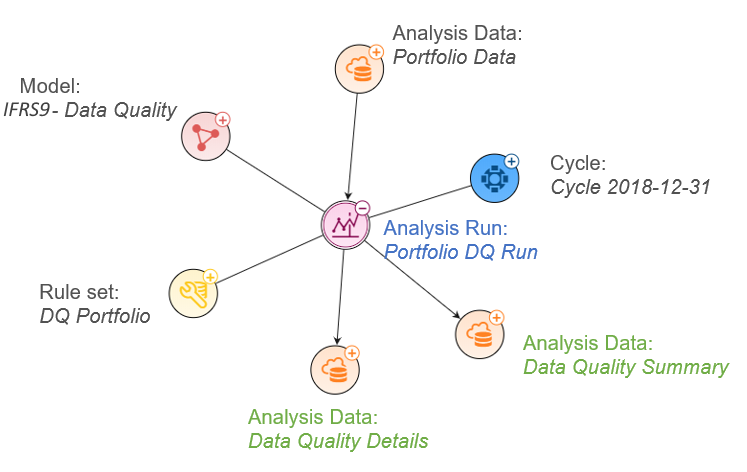 Analysis Data:
Portfolio Data
Model:
IFRS9- Data Quality
Cycle:
Cycle 2018-12-31
Analysis Run:
Portfolio DQ Run
Rule set:
DQ Portfolio
Analysis Data:
Data Quality Summary
Analysis Data:
Data Quality Details